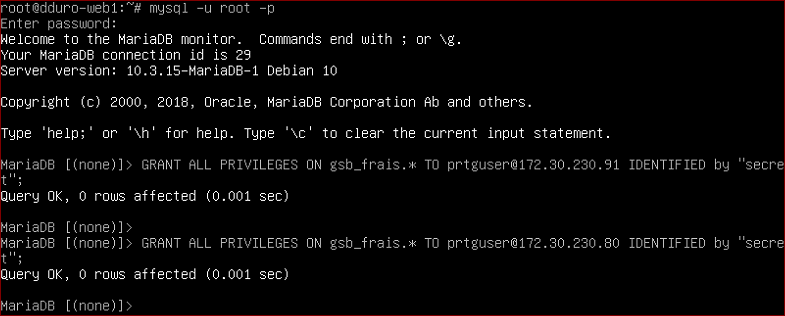 root@dduro-web1:~# mysql -u root -p
Enter password:
Welcome to the MariaDB monitor.  Commands end with ; or \g.
Your MariaDB connection id is 29
Server version: 10.3.15-MariaDB-1 Debian 10

Copyright (c) 2000, 2018, Oracle, MariaDB Corporation Ab and others.

Type 'help;' or '\h' for help. Type '\c' to clear the current input statement.

MariaDB [(none)]> GRANT ALL PRIVILEGES ON gsb_frais.* TO prtguser@172.30.230.91 IDENTIFIED by "secre
t";
Query OK, 0 rows affected (0.001 sec)

MariaDB [(none)]>
MariaDB [(none)]> GRANT ALL PRIVILEGES ON gsb_frais.* TO prtguser@172.30.230.80 IDENTIFIED by "secre
t";
Query OK, 0 rows affected (0.001 sec)

MariaDB [(none)]>